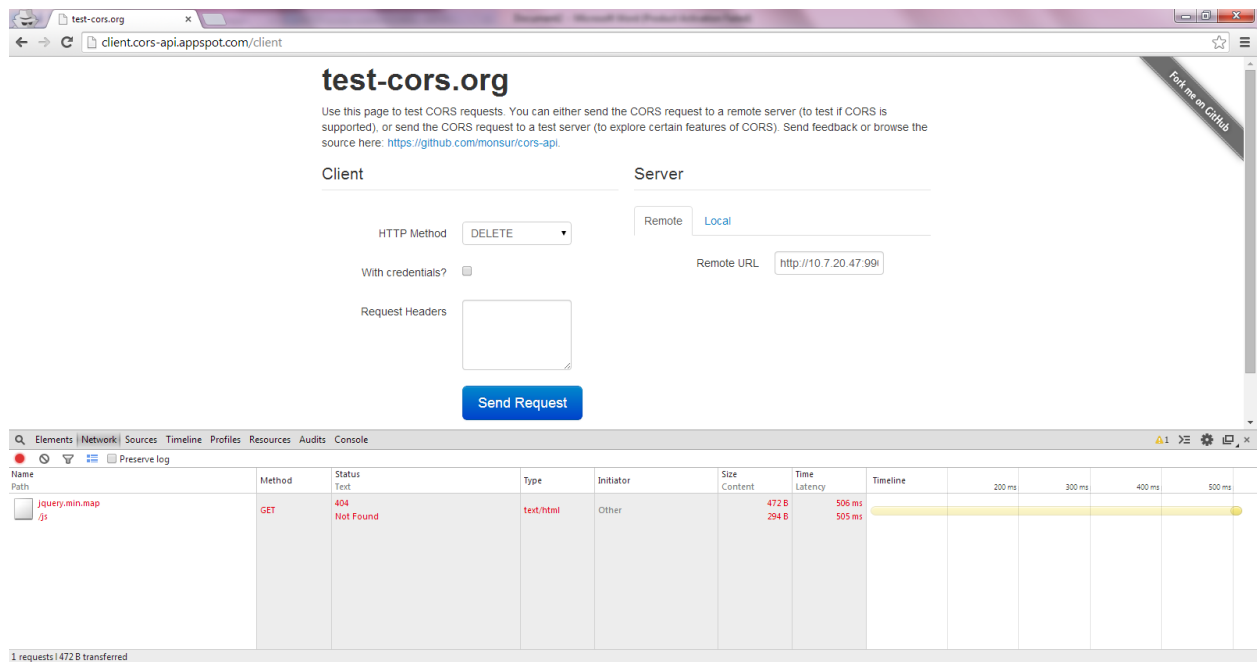 test-cors.org
client.cors-api.appspot.com/client
Fork me on GitHub
test-cors.org
Use this page to test CORS requests. You can either send the CORS request to a remote server (to test if CORS is
supported), or send the CORS request to a test server (to explore certain features of CORS). Send feedback or browse the
source here: https://github.com/monsur/cors-api.
Client
Server
Remote Local
HTTP Method DELETE
Remote URL http://10.7.20.47:99
With credentials?
Request Headers
Send Request
Elements Network Sources Timeline Profiles Resources Audits Console 1
Preserve log
Name Method Status Type Initiator Size Time Timeline 200 ms 300 ms 400 ms 500 ms
Path Text Content Latency
jquery.min.map GET 404 text/html Other 472 B 506 ms
/js Not Found 294 B 505 ms
1 requests | 472 B transferred